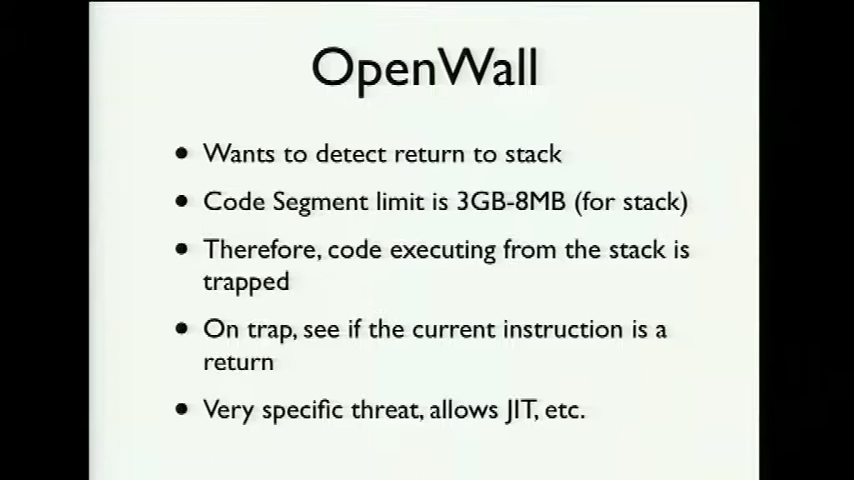 OpenWall
• Wants to detect return to stack
• Code Segment limit is 3GB-8MB (for stack)
• Therefore, code executing from the stack is
trapped
• On trap, see if the current instruction is a
return
• Very specific threat, allows JIT, etc.